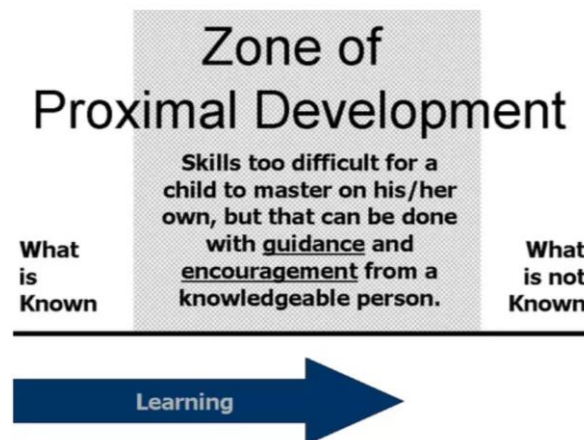 Zone of
Proximal Development
Skills too difficult for a
child to master on his/her
own, but that can be done
with guidance and
encouragement from a
knowledgeable person.
What
is
Known
What
is not
Known
Learning